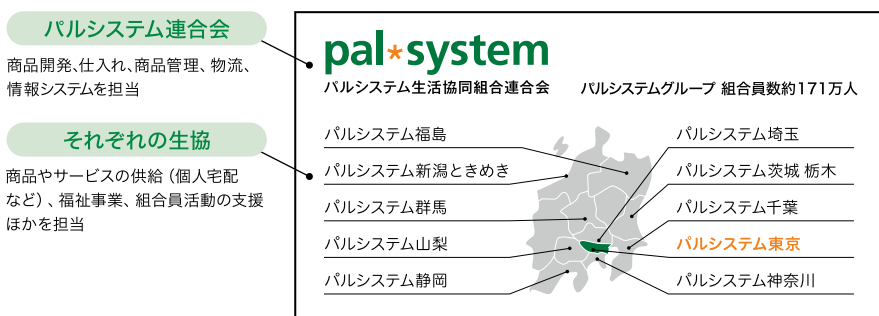 パルシステム連合会
商品開発、仕入れ、商品管理、物流、
情報システムを担当
それぞれの生協
商品やサービスの供給（個人宅配
など）、福祉事業、組合員活動の支援
ほかを担当
pal*system
パルシステム生活協同組合連合会
パルシステムグループ 組合員数約171万人
パルシステム福島
パルシステム新潟ときめき
パルシステム群馬
パルシステム山梨
パルシステム静岡
パルシステム埼玉
パルシステム茨城 栃木
パルシステム千葉
パルシステム東京
パルシステム神奈川